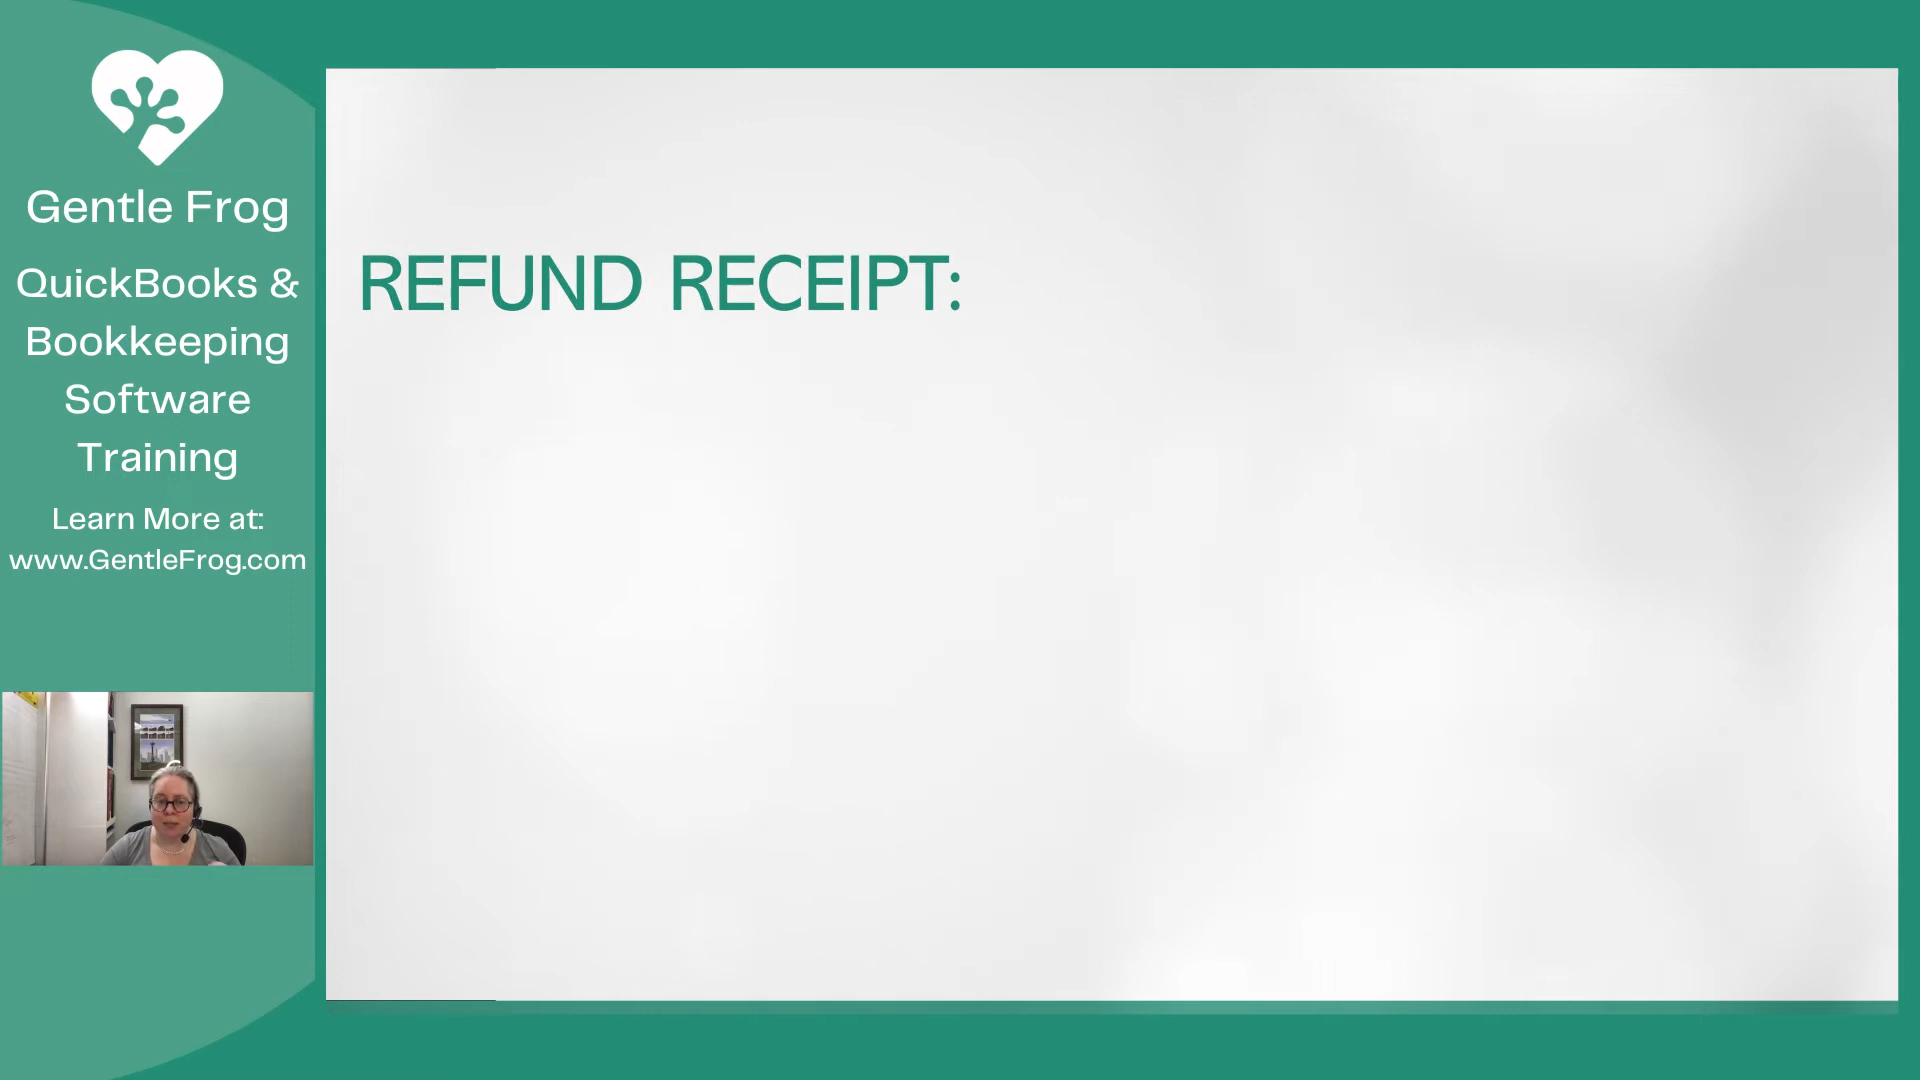 Gentle Frog
QuickBooks &
Bookkeeping
Software
Training
Learn More at:
www.GentleFrog.com
REFUND RECEIPT: